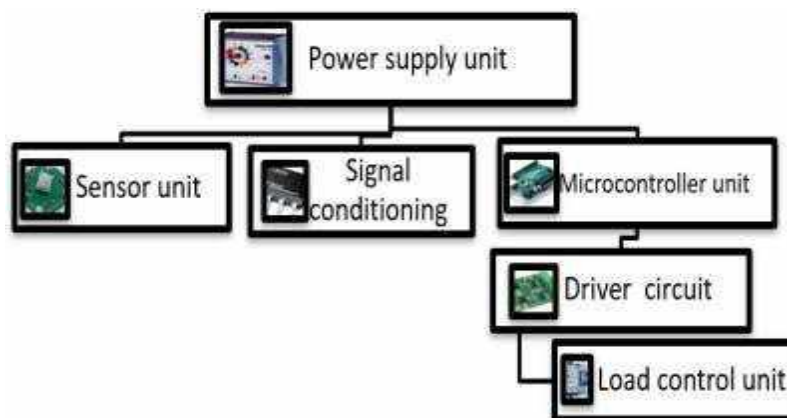 Power supply unit
Sensor unit
Signal
conditioning
Microcontroller unit
Driver circuit
Load control unit